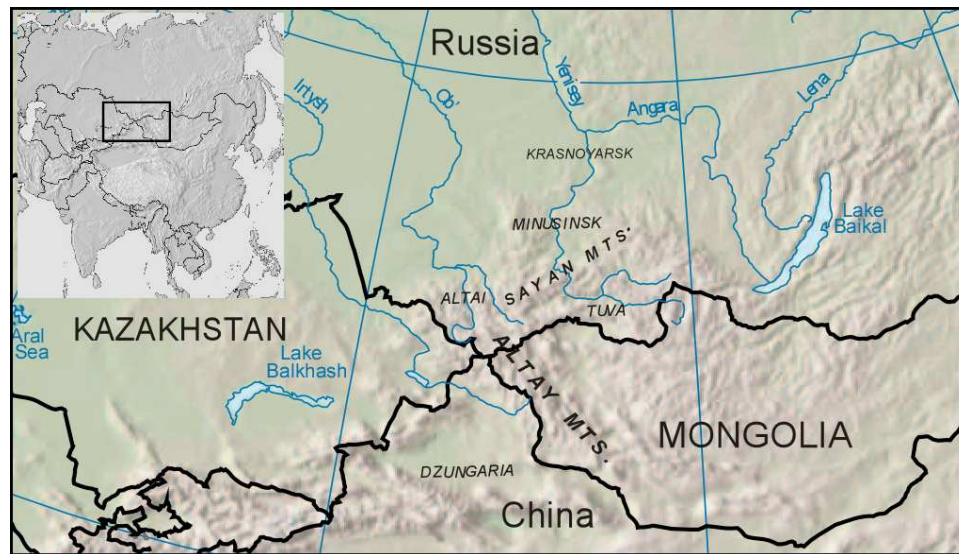 Russia
Irtysh
Ob'
Yenisey
Angara
Lena
KRASNOYARSK
MINUSINSK
Lake
Baikal
SAYAN MTS.
ALTAI
TUVA
Aral
Sea
KAZAKHSTAN
Lake
Balkhash
ALTAY MTS.
MONGOLIA
DZUNGARIA
China